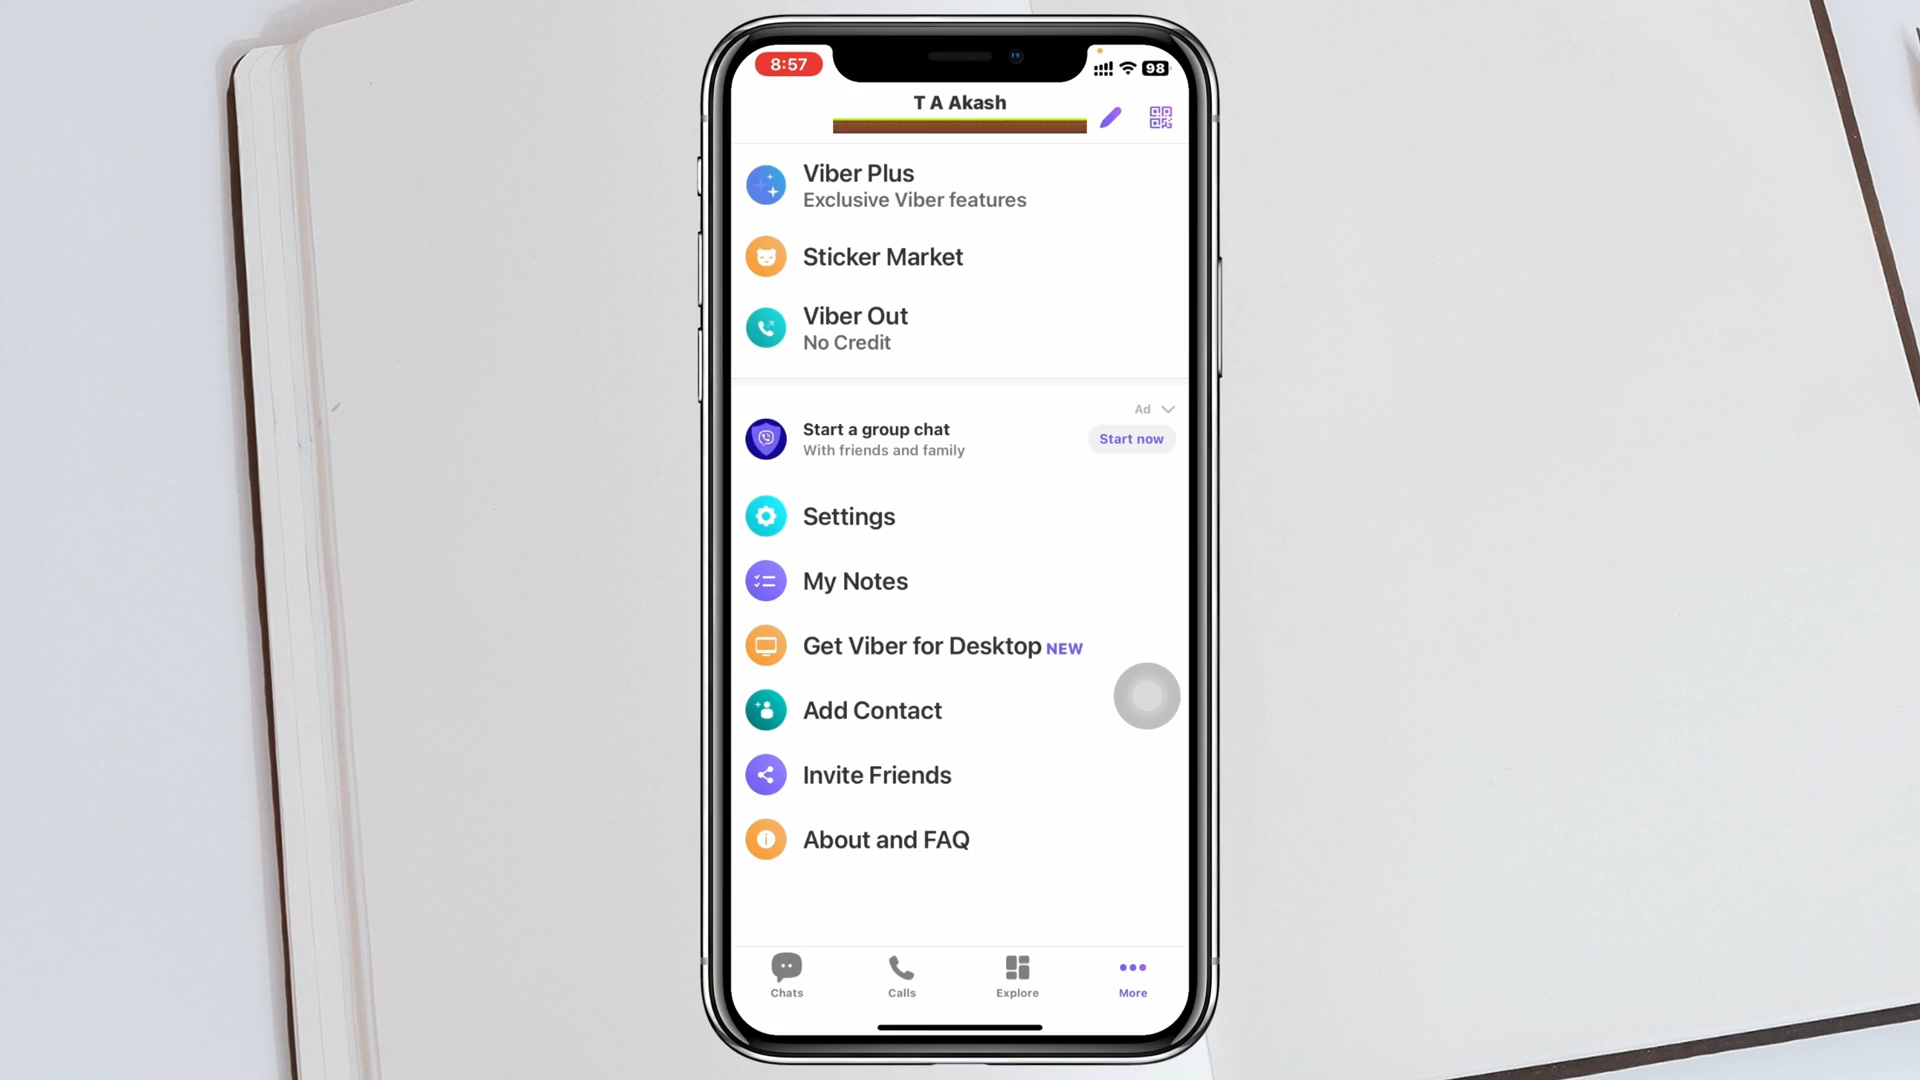 8:57
98
T A Akash
Viber Plus
Exclusive Viber features
Sticker Market
Viber Out
No Credit
Ad
Start a group chat
With friends and family
Start now
Settings
My Notes
Get Viber for Desktop NEW
Add Contact
Invite Friends
About and FAQ
Chats
Calls
Explore
More